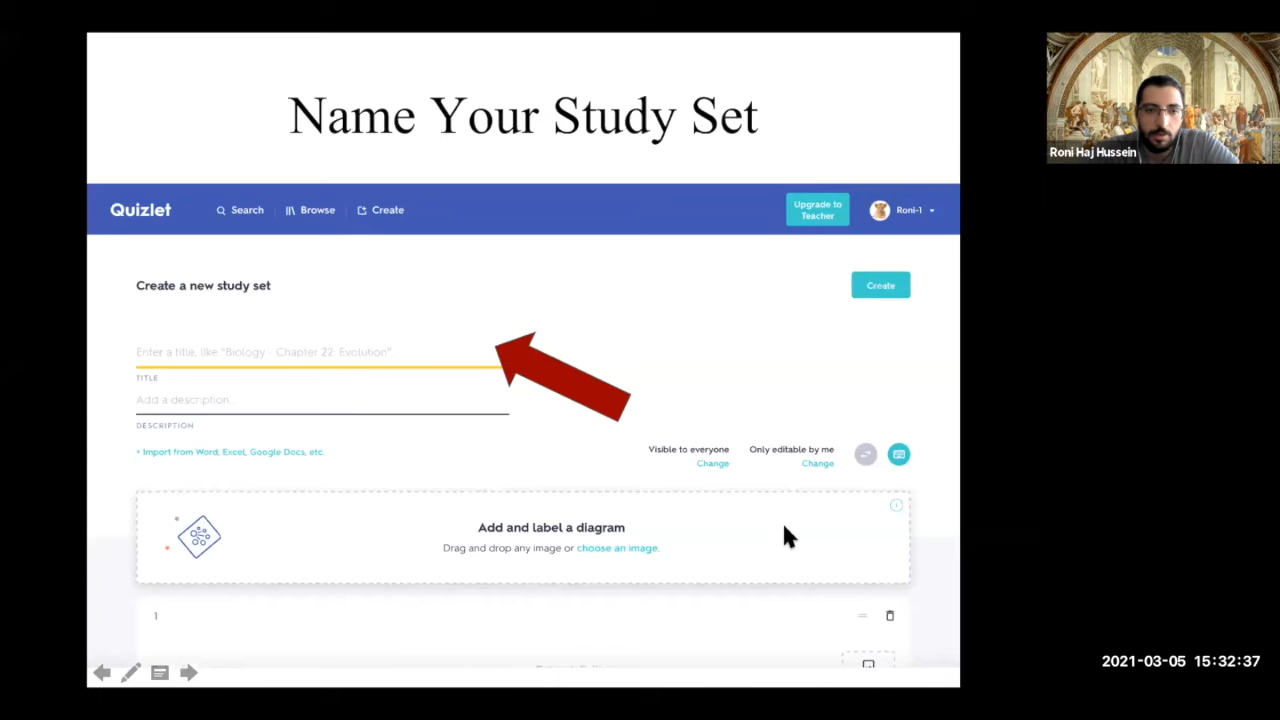 Name Your Study Set
Roni Haj Hussein
Quizlet
Search
Browse
Create
Upgrade to
Teacher
Roni-1
Create a new study set
Create
Enter a title, like "Biology - Chapter 22: Evolution"
TITLE
Add a description...
DESCRIPTION
+ Import from Word, Excel, Google Docs, etc.
Visible to everyone
Change
Only editable by me
Change
Add and label a diagram
Drag and drop any image or choose an image.
1
2021-03-05 15:32:37